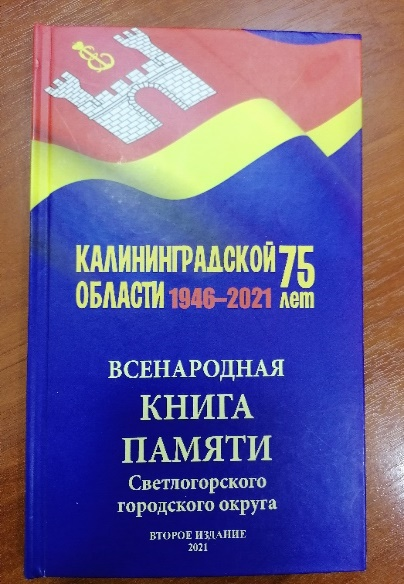 КАЛИНИНГРАДСКОЙ 75
ОБЛАСТИ 1946–2021 лет
ВСЕНАРОДНАЯ
КНИГА
ПАМЯТИ
Светлогорского
городского округа
ВТОРОЕ ИЗДАНИЕ
2021